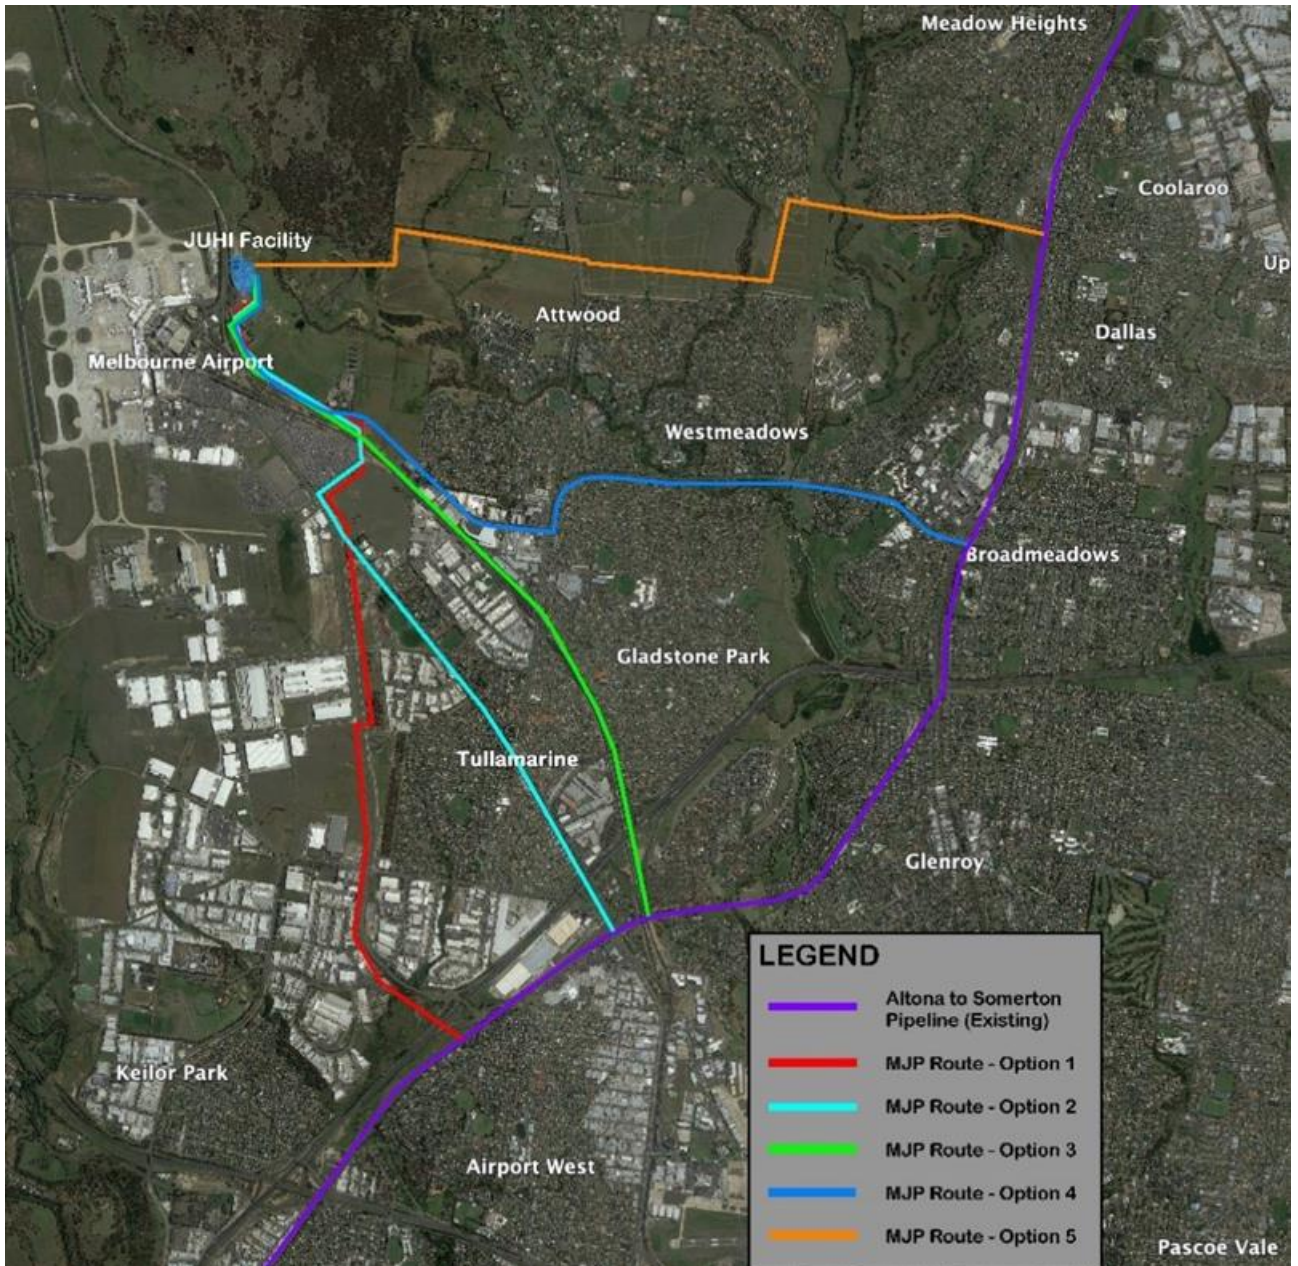 Meadow Heights
Coolaroo
JUHI Facility
Up
Attwood
Dallas
Melbourne Airport
Westmeadows
Broadmeadows
Gladstone Park
Tullamarine
Glenroy
LEGEND
Altona to Somerton
Pipeline (Existing)
MJP Route - Option 1
Keilor Park
MJP Route - Option 2
MJP Route - Option 3
Airport West
MJP Route - Option 4
MJP Route - Option 5
Pascoe Vale